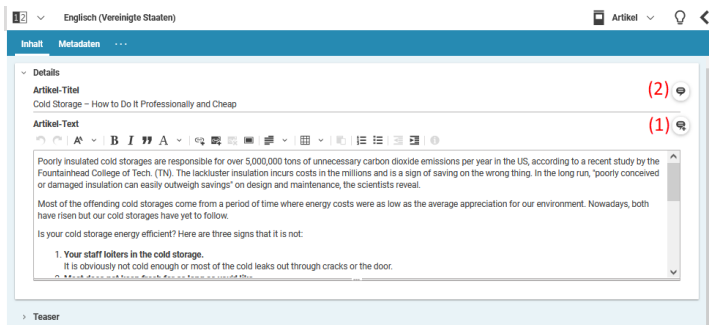 12 Englisch (Vereinigte Staaten) Artikel
Inhalt Metadaten ...
Details
Artikel-Titel
(2)
Cold Storage – How to Do It Professionally and Cheap
Artikel-Text
(1)
B I A
Poorly insulated cold storages are responsible for over 5,000,000 tons of unnecessary carbon dioxide emissions per year in the US, according to a recent study by the
Fountainhead College of Tech. (TN). The lackluster insulation incurs costs in the millions and is a sign of saving on the wrong thing. In the long run, "poorly conceived
or damaged insulation can easily outweigh savings" on design and maintenance, the scientists reveal.
Most of the offending cold storages come from a period of time where energy costs were as low as the average appreciation for our environment. Nowadays, both
have risen but our cold storages have yet to follow.
Is your cold storage energy efficient? Here are three signs that it is not:
1. Your staff loiters in the cold storage.
It is obviously not cold enough or most of the cold leaks out through cracks or the door.
Teaser